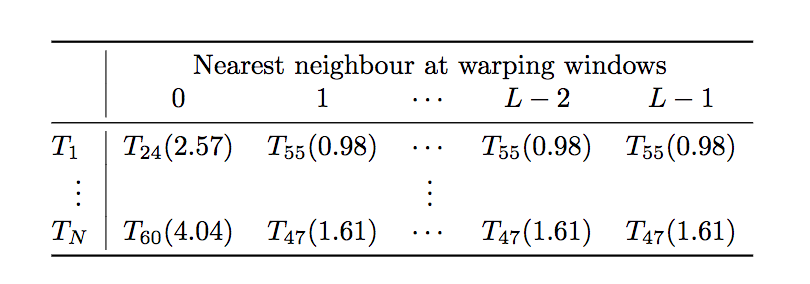 Nearest neighbour at warping windows
0 1 ⋯ L − 2 L − 1
T₁ T₂₄(2.57) T₅₅(0.98) ⋯ T₅₅(0.98) T₅₅(0.98)
⋮ ⋮
T_N T₆₀(4.04) T₄₇(1.61) ⋯ T₄₇(1.61) T₄₇(1.61)